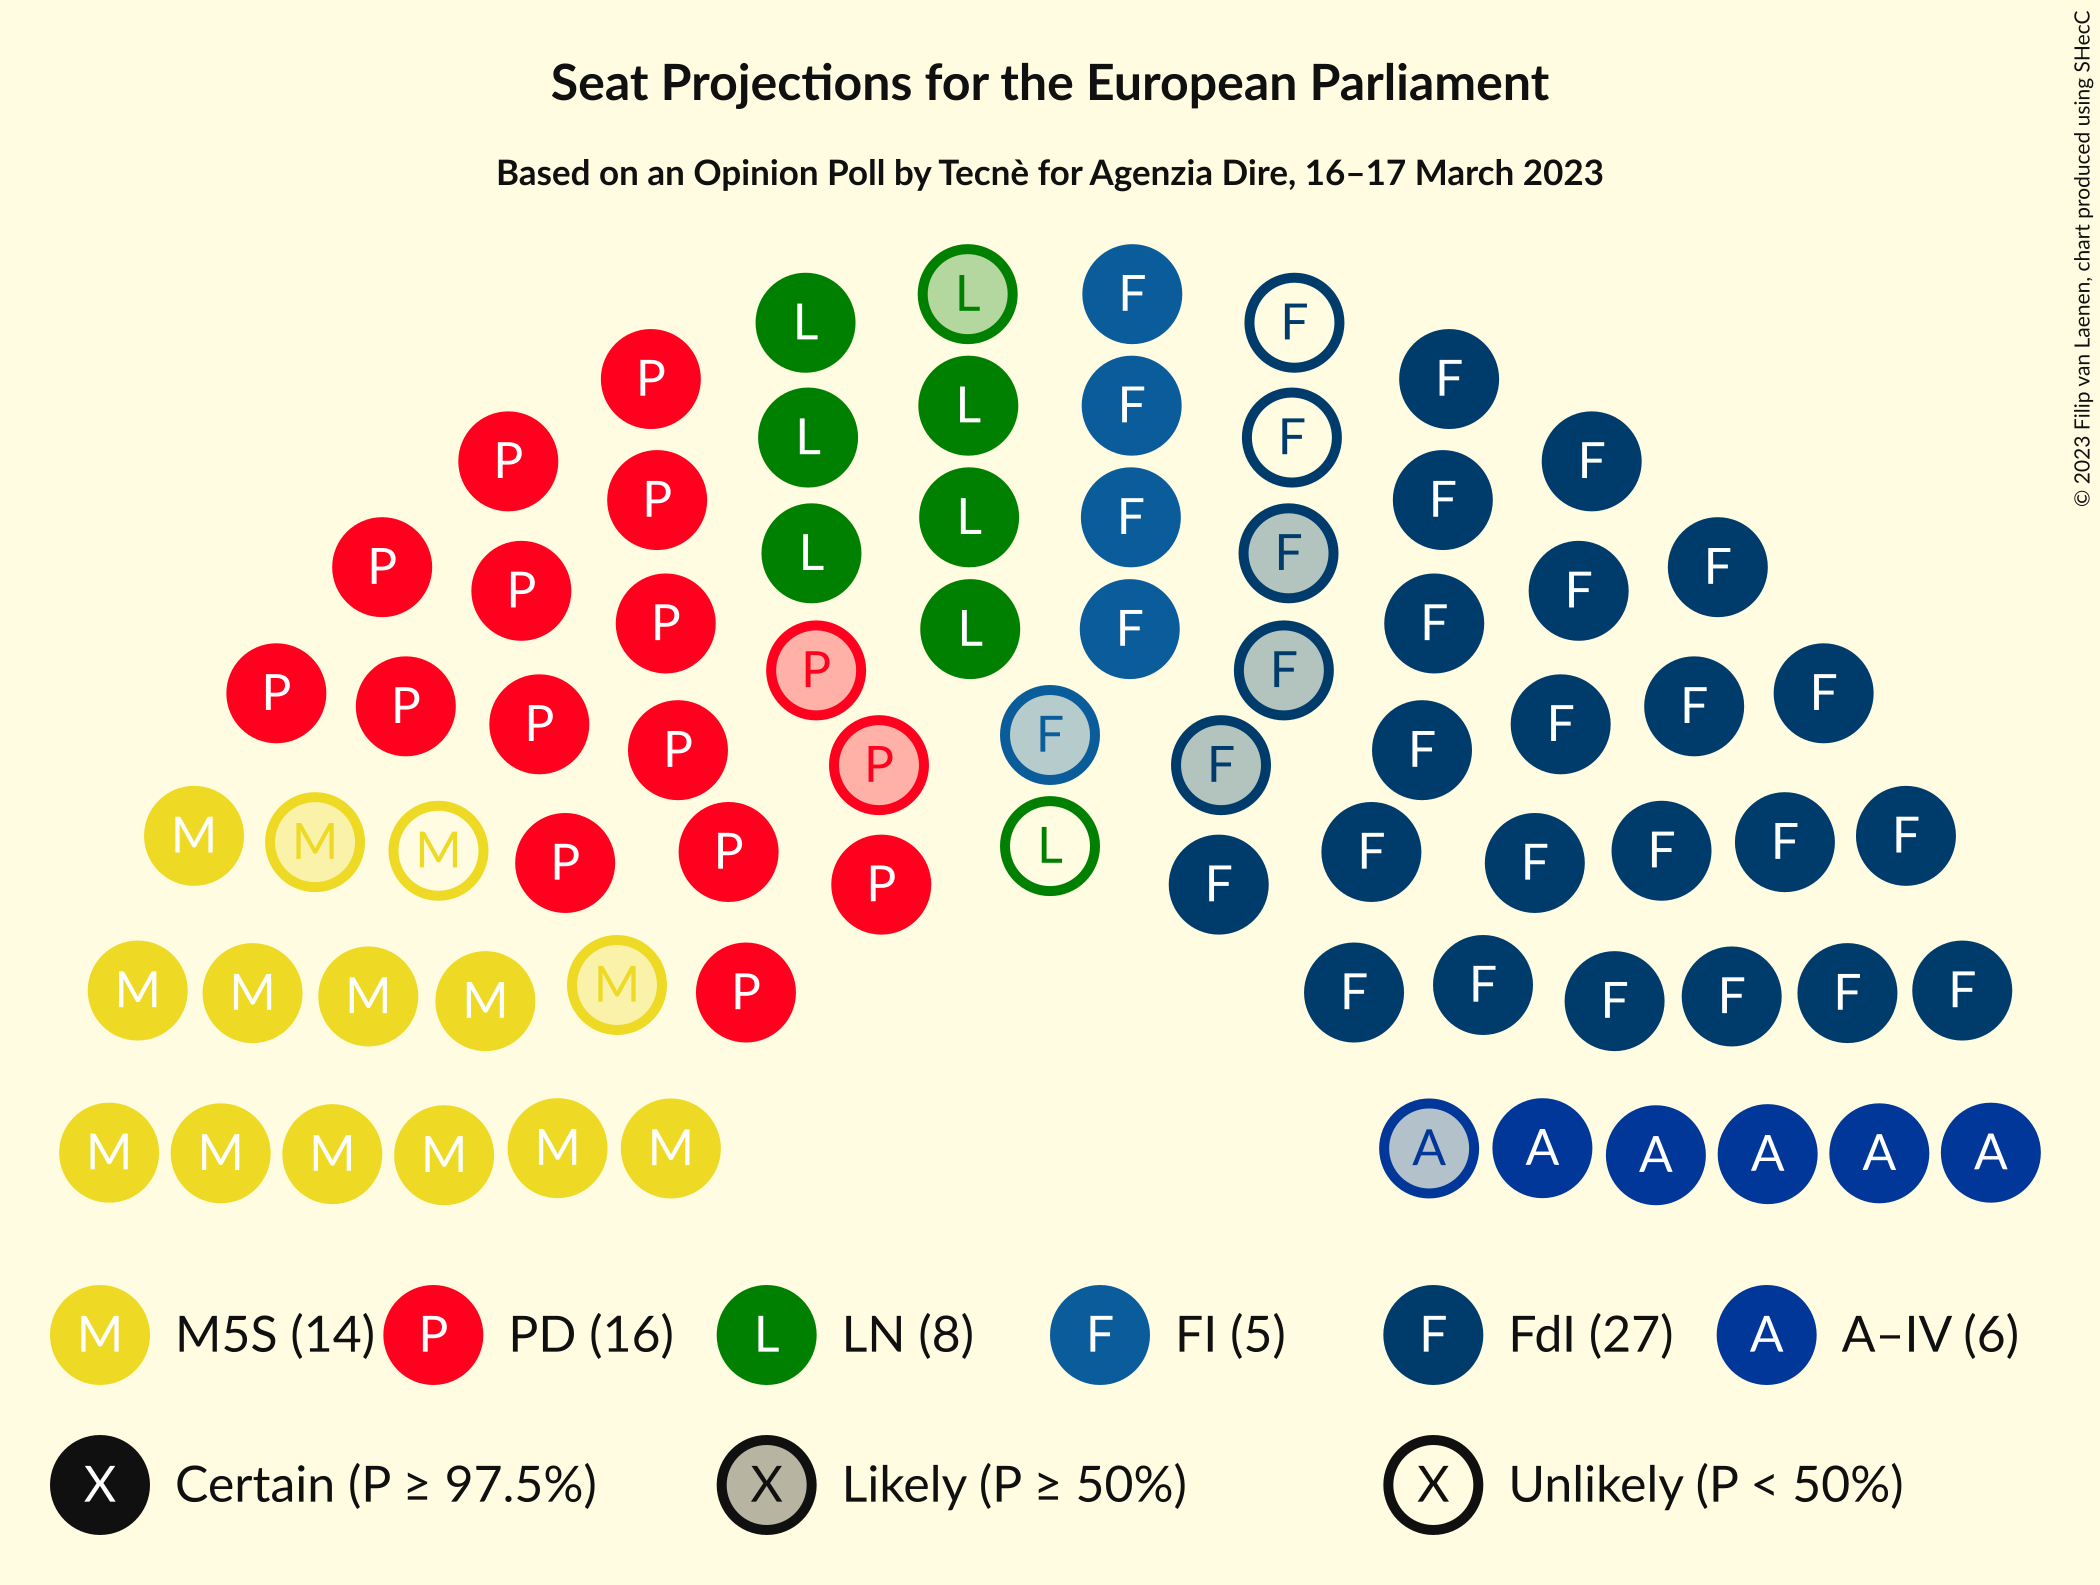 Seat Projections for the European Parliament
Based on an Opinion Poll by Tecnè for Agenzia Dire, 16–17 March 2023
© 2023 Filip van Laenen, chart produced using SHecC
L F
L F
P F
L F
L F
P F
P F
L F
P F
L F
P F
P F
L F
P F
L F
P F
P F
P F
P F
P F
P F
F
P F
M M L F F
M P F
M P F F
P F
M M M M M P F F F F F F
M M M M M M A A A A A A
M M5S (14) P PD (16) L LN (8) F FI (5) F FdI (27) A A–IV (6)
X Certain (P ≥ 97.5%) X Likely (P ≥ 50%) X Unlikely (P < 50%)